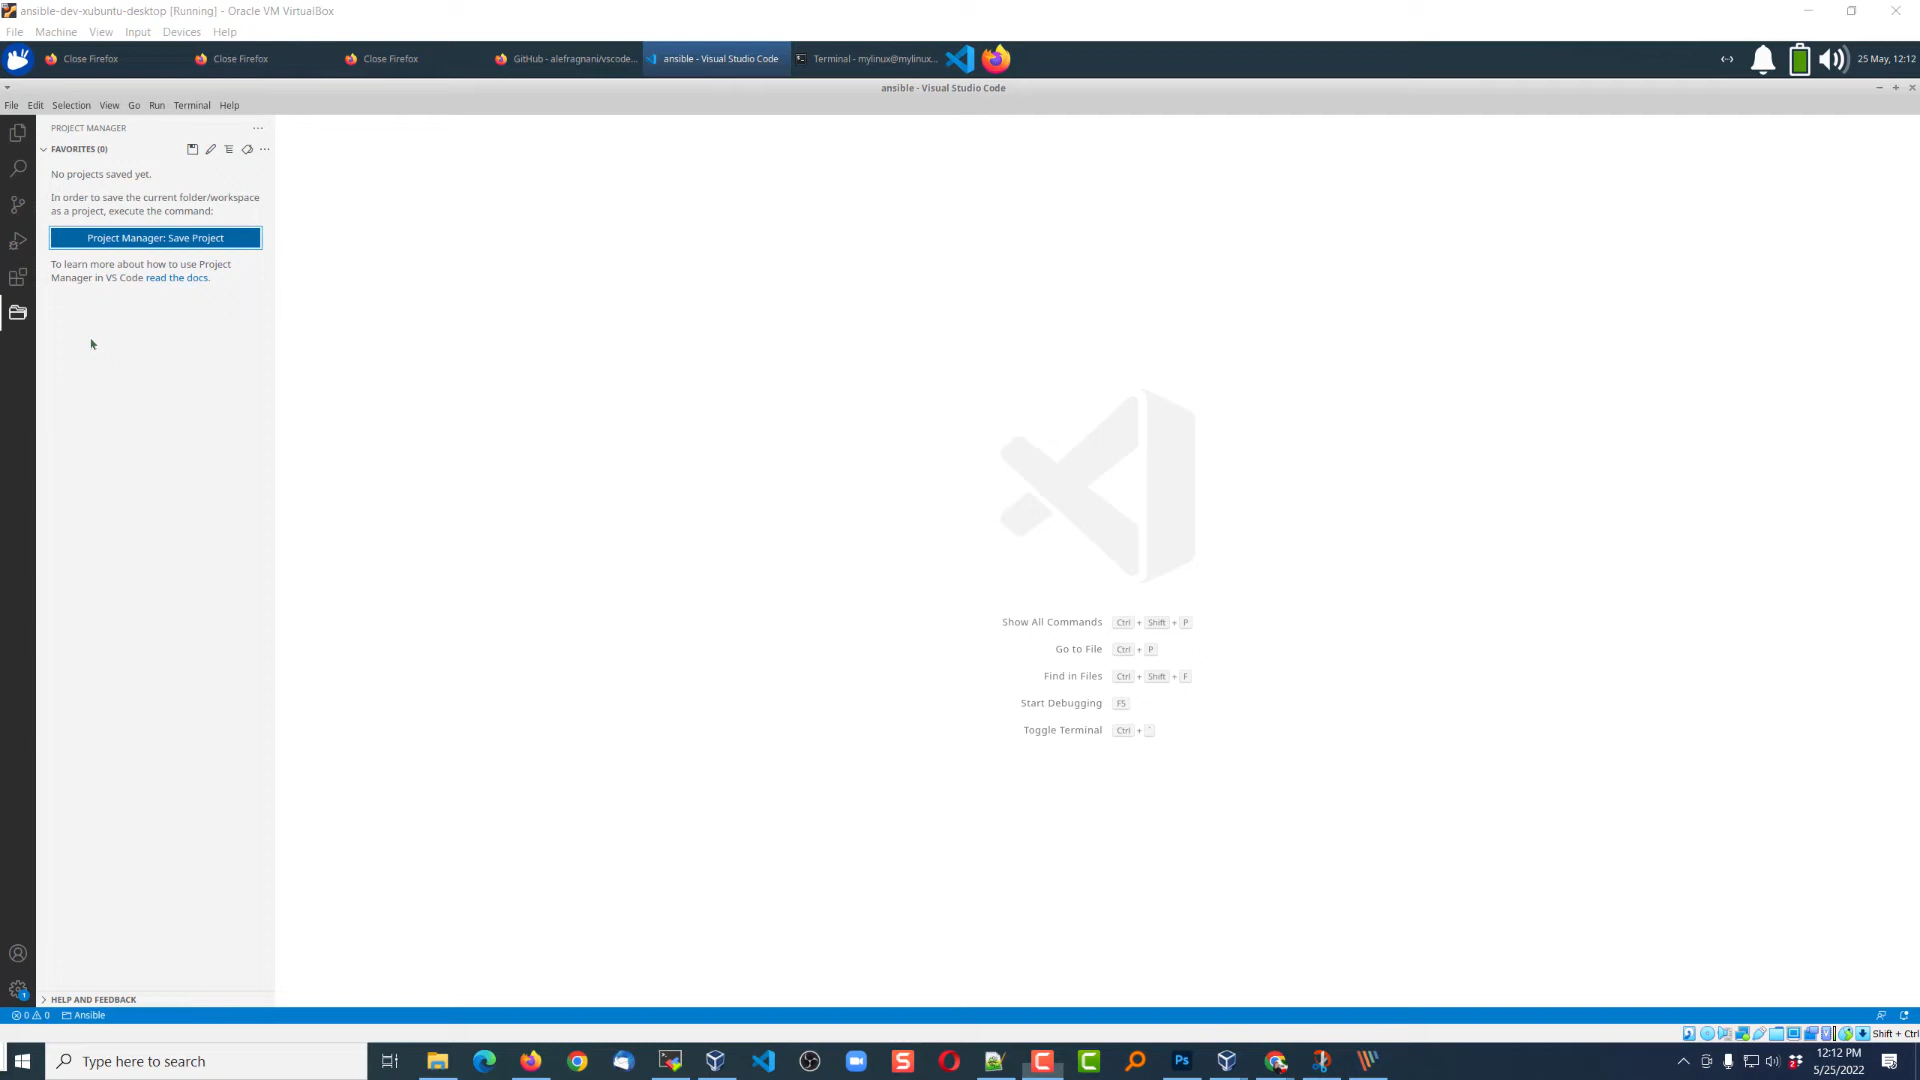 ansible-dev-xubuntu-desktop [Running] - Oracle VM VirtualBox
File Machine View Input Devices Help
Close Firefox Close Firefox Close Firefox GitHub - alefragnani/vscode... ansible - Visual Studio Code Terminal - mylinux@mylinux... 25 May, 12:12
ansible - Visual Studio Code
File Edit Selection View Go Run Terminal Help
PROJECT MANAGER
FAVORITES (0)
No projects saved yet.
In order to save the current folder/workspace
as a project, execute the command:
Project Manager: Save Project
To learn more about how to use Project
Manager in VS Code read the docs.
Show All Commands Ctrl + Shift + P
Go to File Ctrl + P
Find in Files Ctrl + Shift + F
Start Debugging F5
Toggle Terminal Ctrl + `
1
HELP AND FEEDBACK
0 0 Ansible
Shift + Ctrl
Type here to search
12:12 PM
5/25/2022